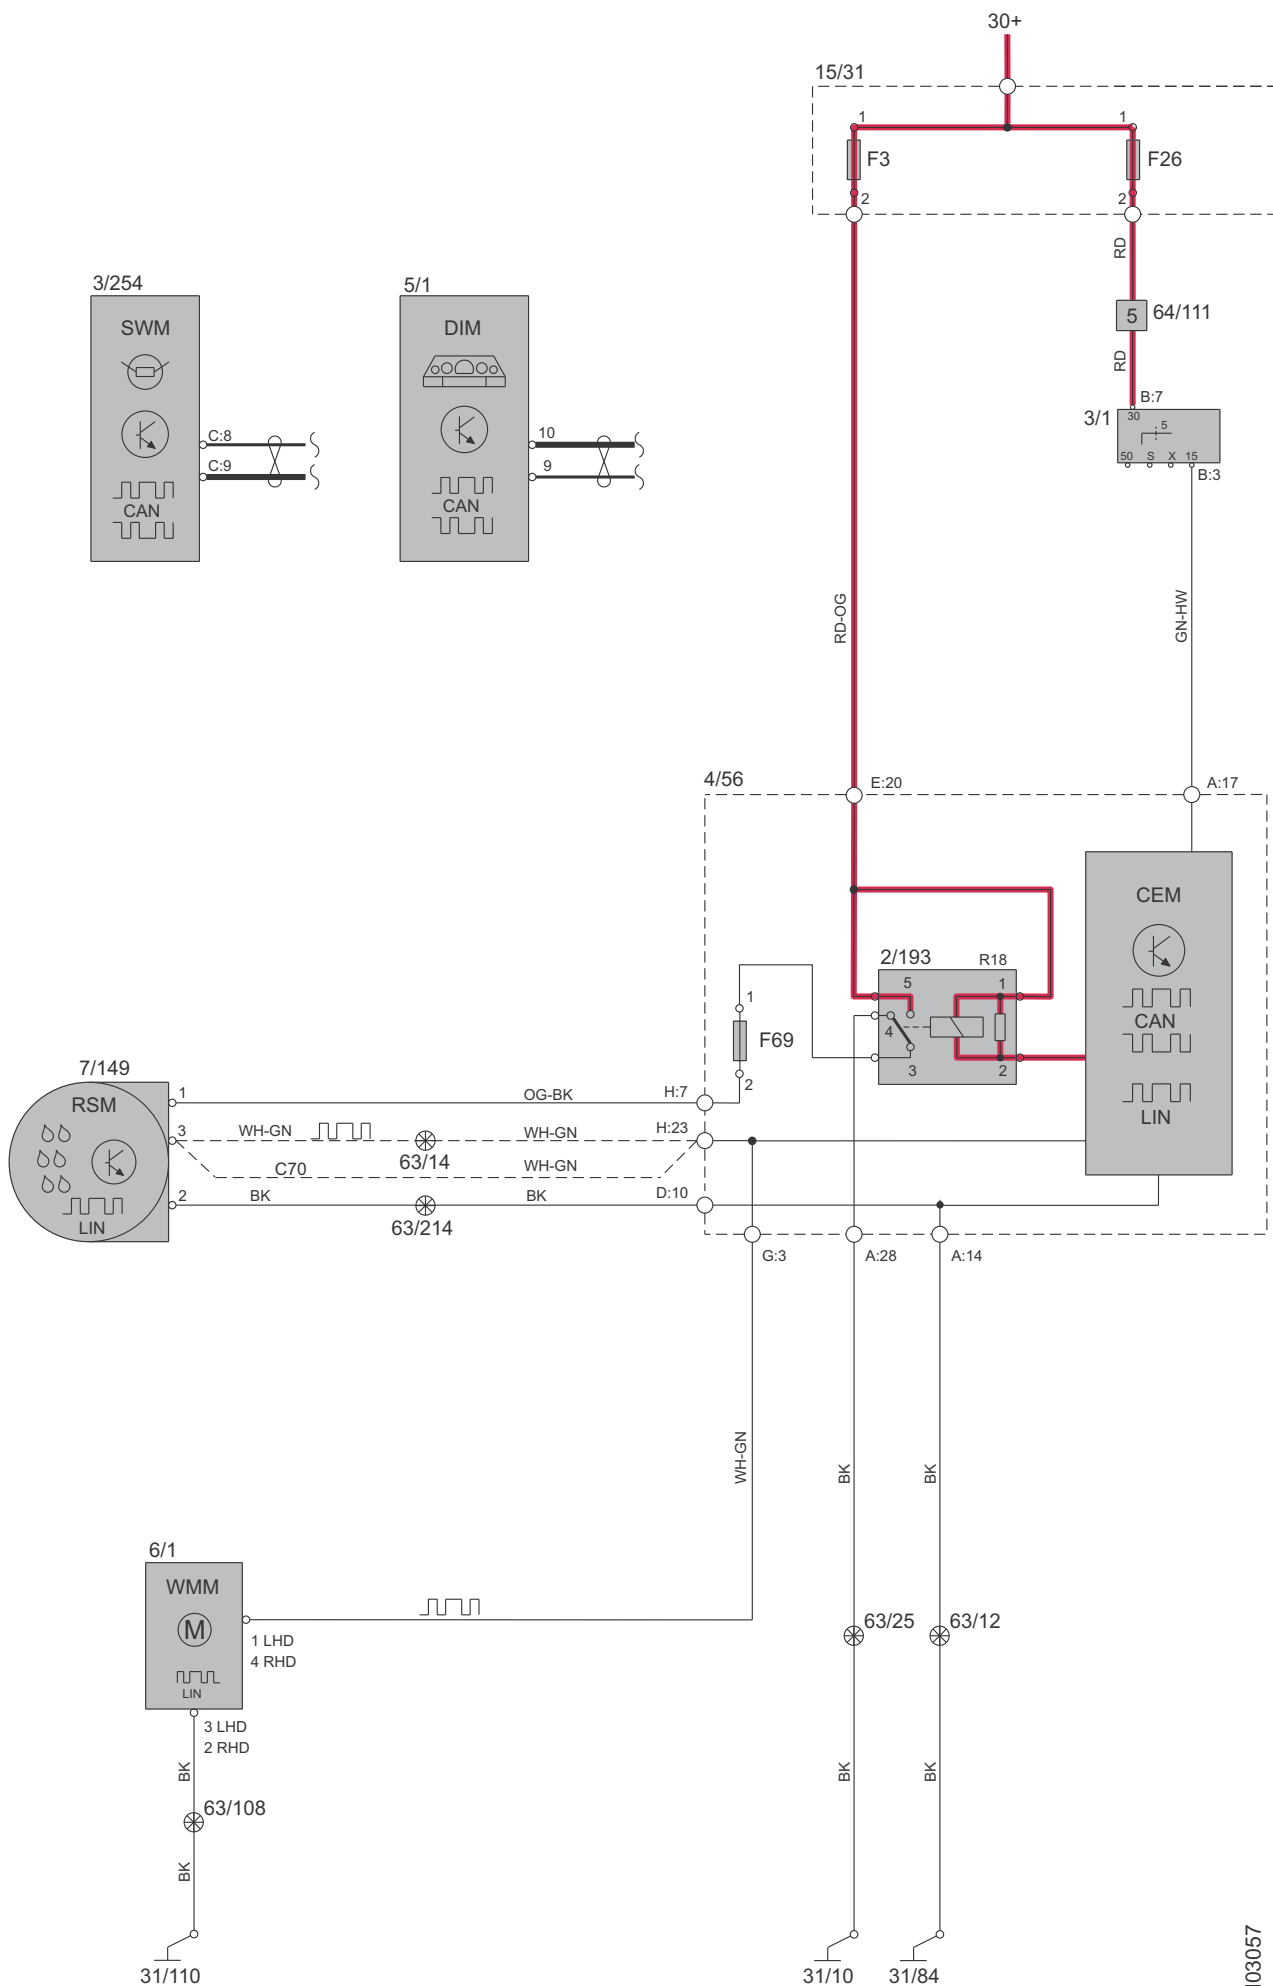 30+
15/31
1
1
F3
F26
2
2
RD
3/254
5/1
5
64/111
SWM
DIM
RD
B:7
3/1
30
5
C:8
10
50 S X 15
C:9
9
B:3
CAN
CAN
RD-OG
GN-HW
4/56
E:20
A:17
CEM
2/193
R18
5
1
1
CAN
4
F69
7/149
3
2
2
1
OG-BK
H:7
RSM
LIN
3
WH-GN
WH-GN
H:23
63/14
C70
WH-GN
2
BK
BK
D:10
LIN
63/214
G:3
A:28
A:14
WH-GN
BK
BK
6/1
WMM
M
63/25
63/12
1 LHD
4 RHD
LIN
3 LHD
2 RHD
BK
BK
BK
63/108
BK
31/110
31/10
31/84
I03057